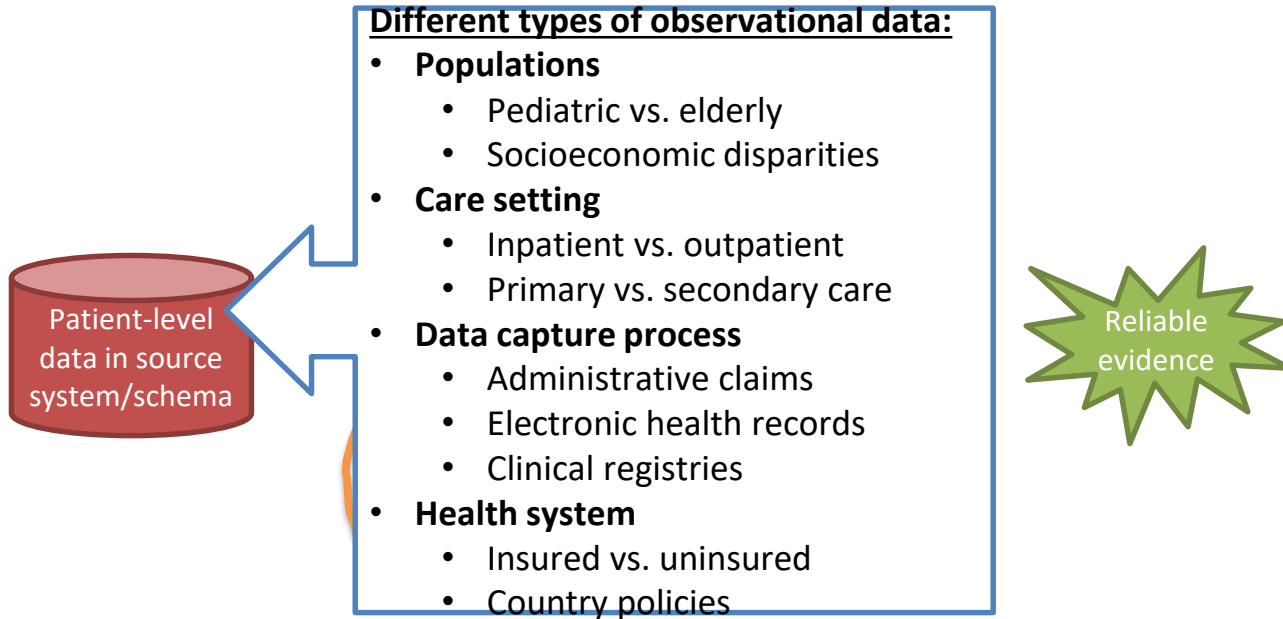 Different types of observational data:
• Populations
• Pediatric vs. elderly
• Socioeconomic disparities
• Care setting
• Inpatient vs. outpatient
• Primary vs. secondary care
• Data capture process
• Administrative claims
• Electronic health records
• Clinical registries
• Health system
• Insured vs. uninsured
• Country policies
Patient-level
data in source
system/schema
Reliable
evidence